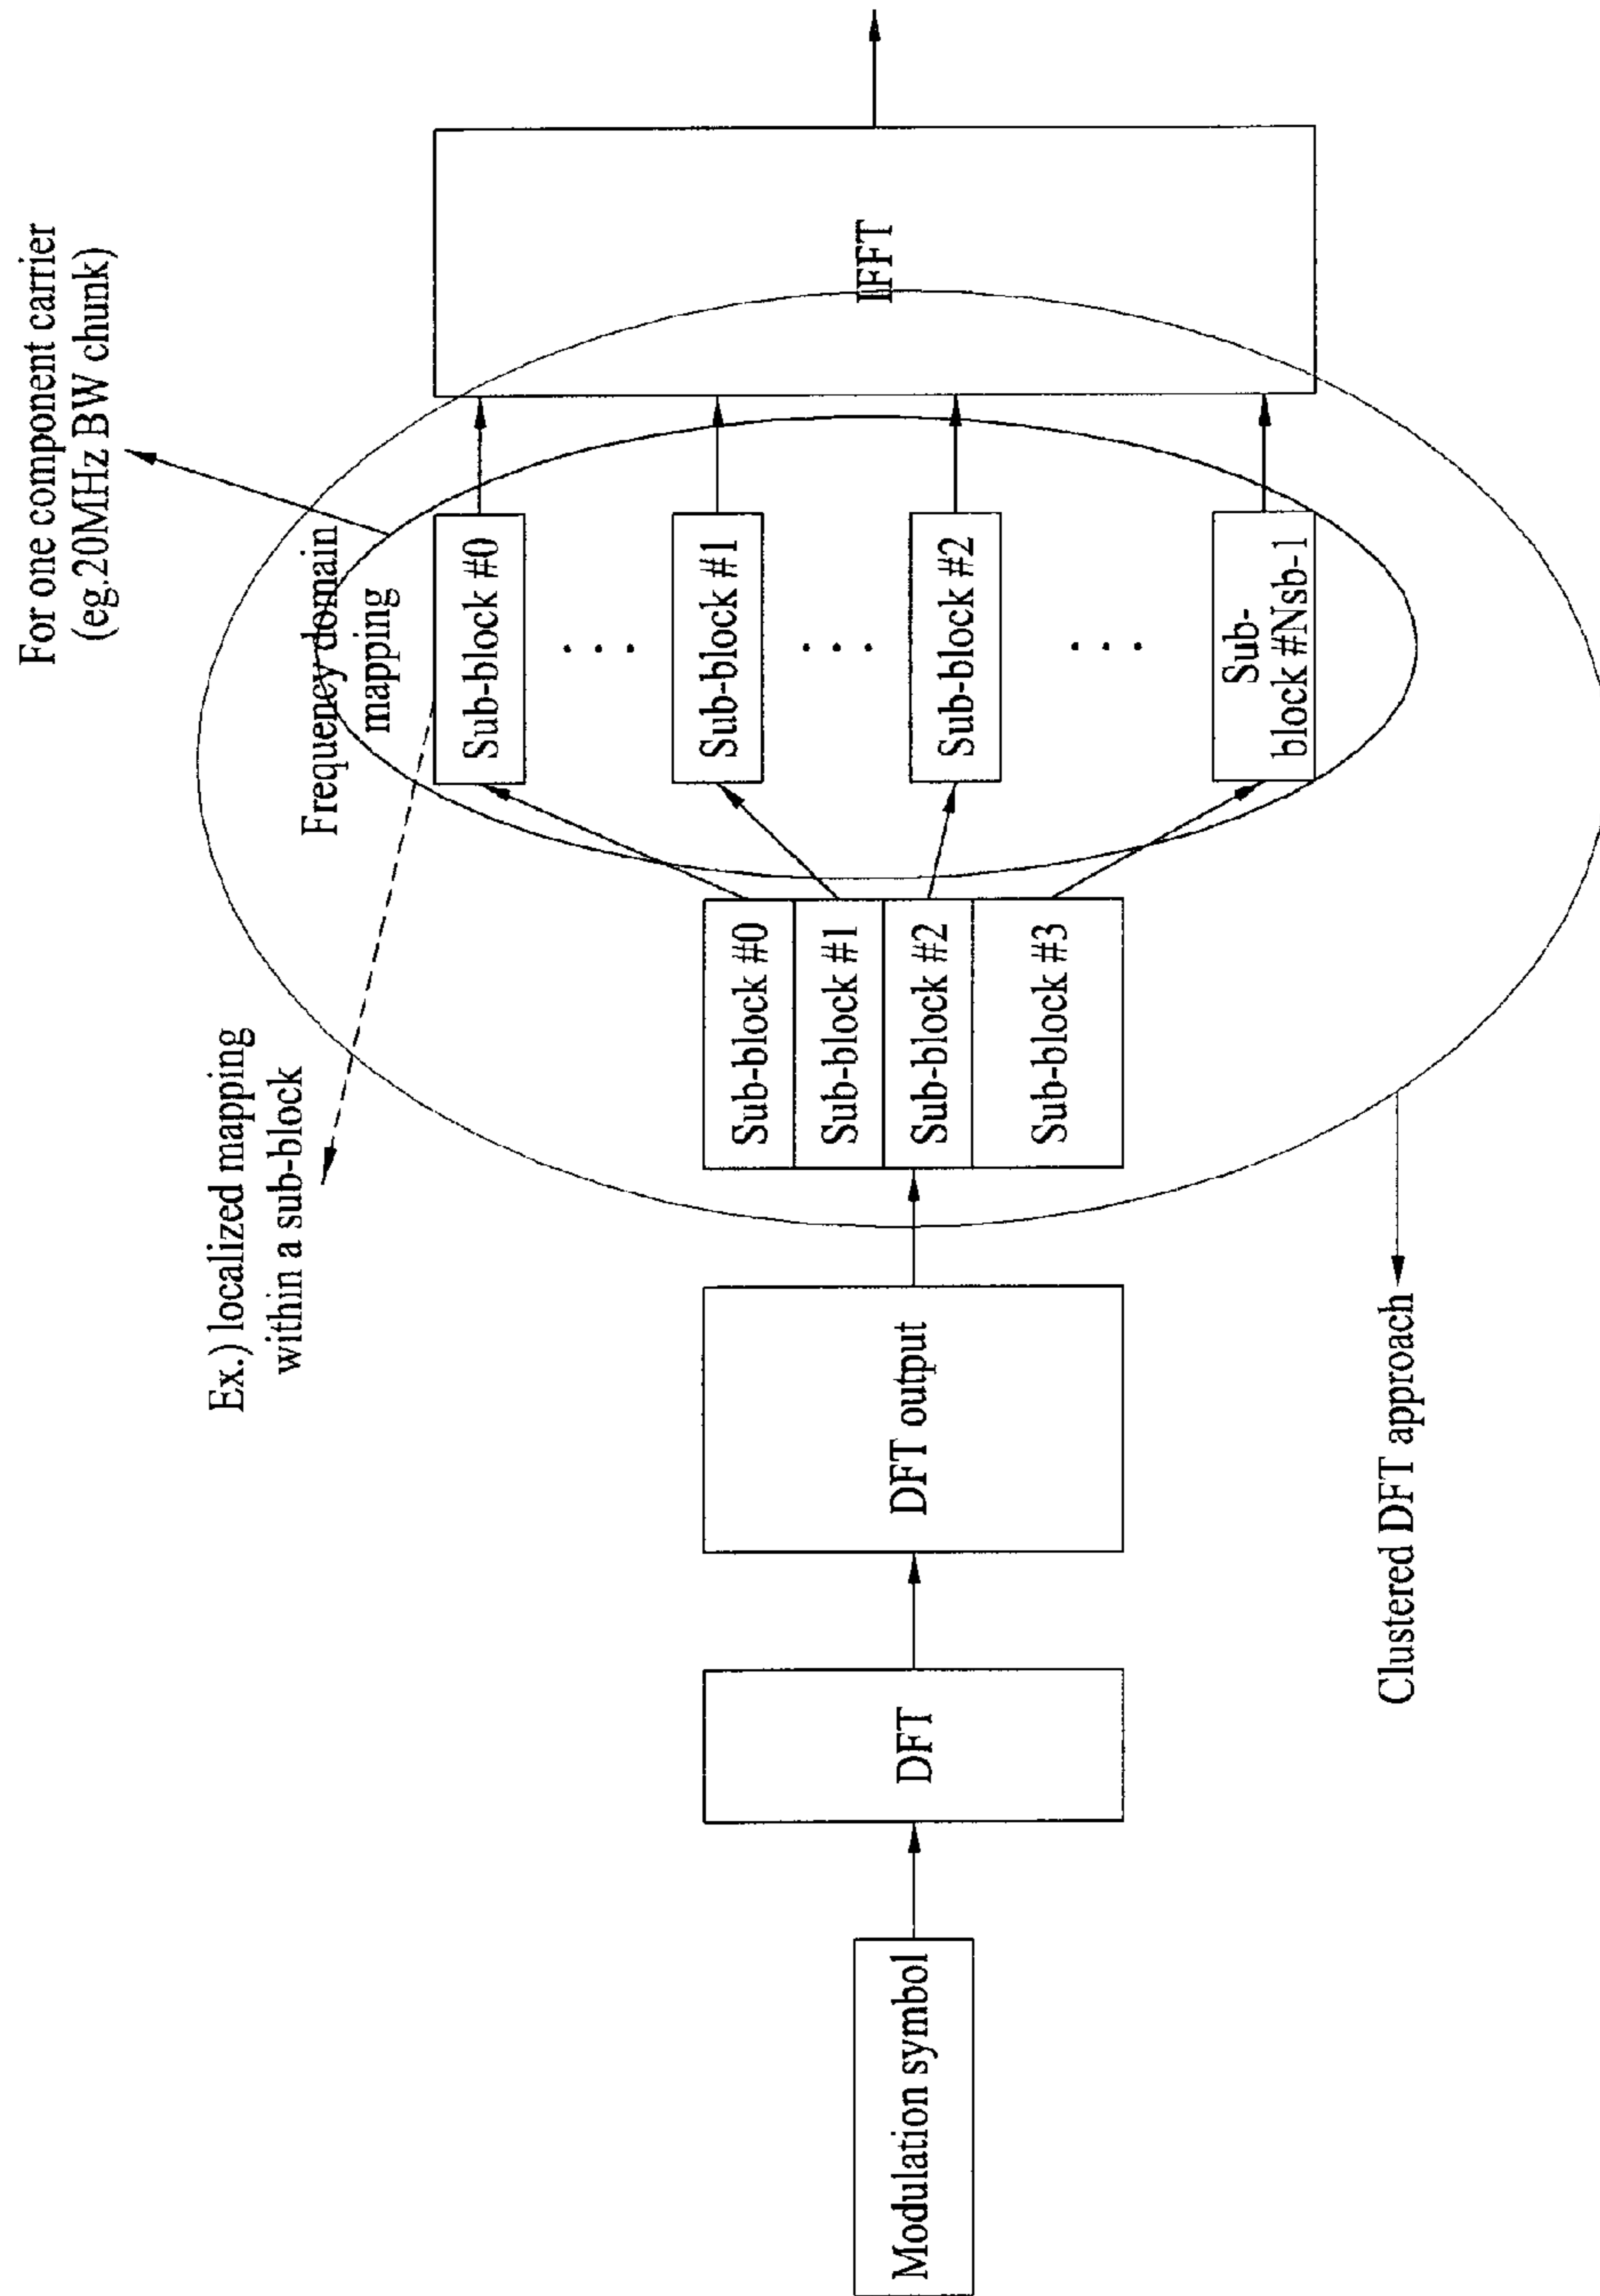 For one component carrier
(eg.20MHz BW chunk)
Ex.) localized mapping
within a sub-block
Frequency domain
mapping
Modulation symbol
DFT
DFT output
Sub-block #0
Sub-block #1
Sub-block #2
Sub-block #3
Sub-block #0
Sub-block #1
Sub-block #2
Sub-
block #Nsb-1
IFFT
Clustered DFT approach